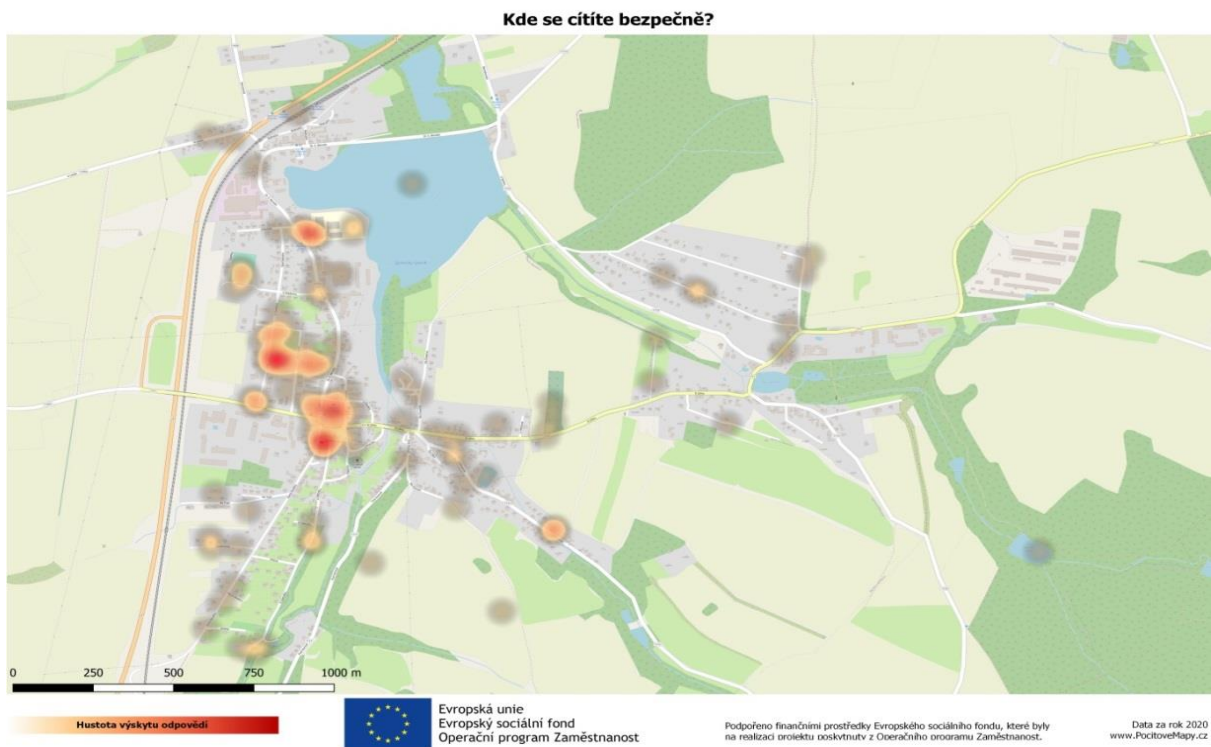 Kde se cítíte bezpečně?
0 250 500 750 1000 m
Hustota výskytu odpovědí
Evropská unie
Evropský sociální fond
Operační program Zaměstnanost
Podpořeno finančními prostředky Evropského sociálního fondu, které byly
na realizaci projektu poskytnuty z Operačního programu Zaměstnanost.
Data za rok 2020
www.PocitoveMapy.cz